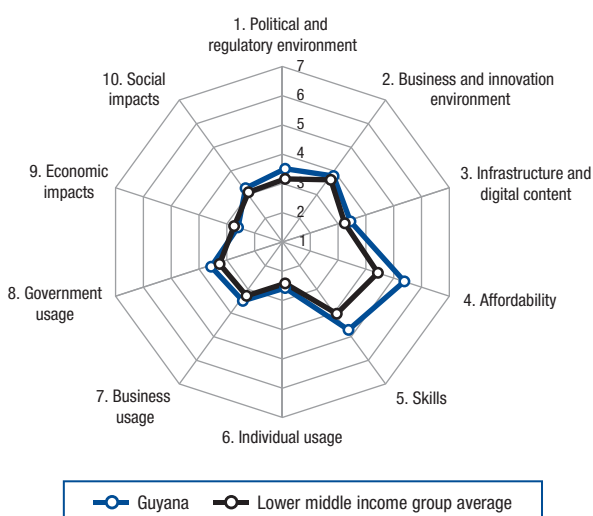 1. Political and
regulatory environment
2. Business and innovation
environment
3. Infrastructure and
digital content
4. Affordability
5. Skills
6. Individual usage
7. Business
usage
8. Government
usage
9. Economic
impacts
10. Social
impacts
7
6
5
4
3
2
1
Guyana
Lower middle income group average